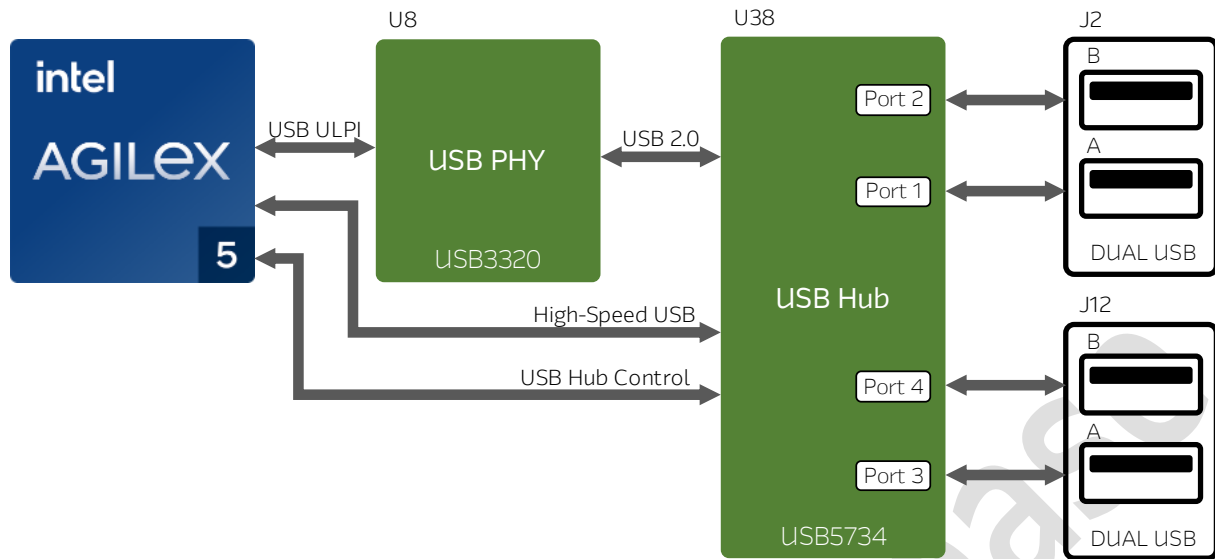 U8
U38
J2
intel
AGILEX
5
USB ULPI
USB PHY
USB3320
USB 2.0
High-Speed USB
USB Hub Control
Port 2
Port 1
USB Hub
Port 4
Port 3
USB5734
B
A
DUAL USB
J12
B
A
DUAL USB